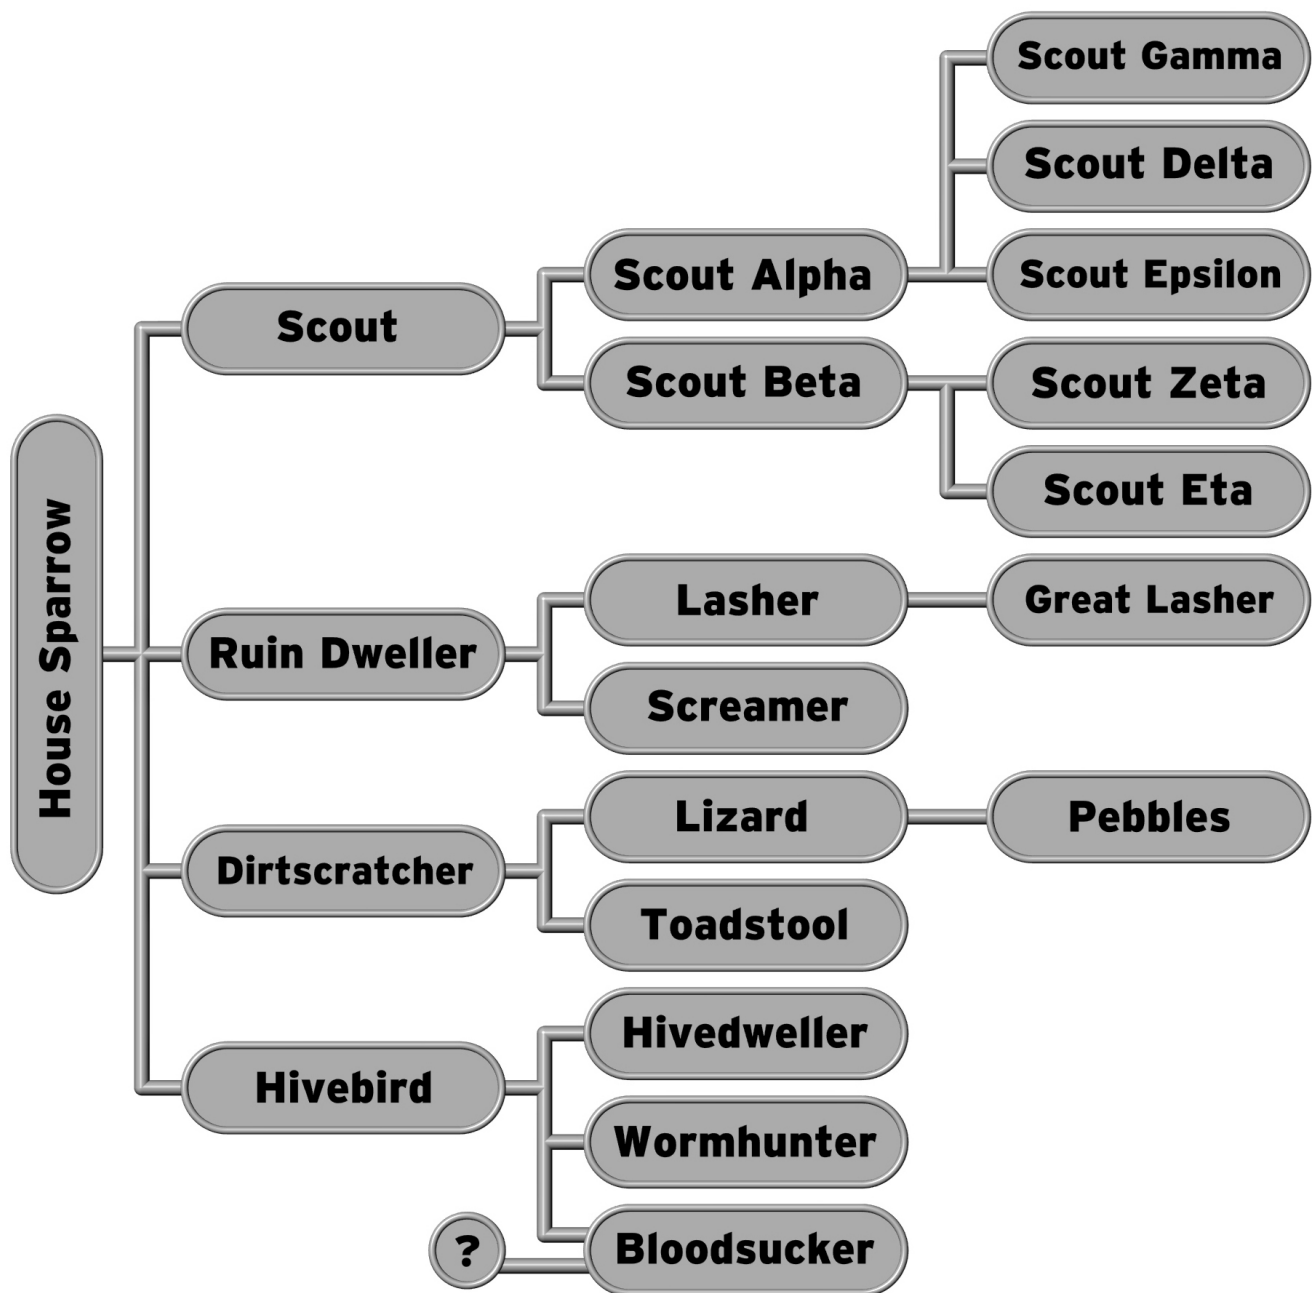 House Sparrow
Scout
Scout Alpha
Scout Gamma
Scout Delta
Scout Epsilon
Scout Beta
Scout Zeta
Scout Eta
Ruin Dweller
Lasher
Great Lasher
Screamer
Dirtscratcher
Lizard
Pebbles
Toadstool
Hivebird
Hivedweller
Wormhunter
Bloodsucker
?